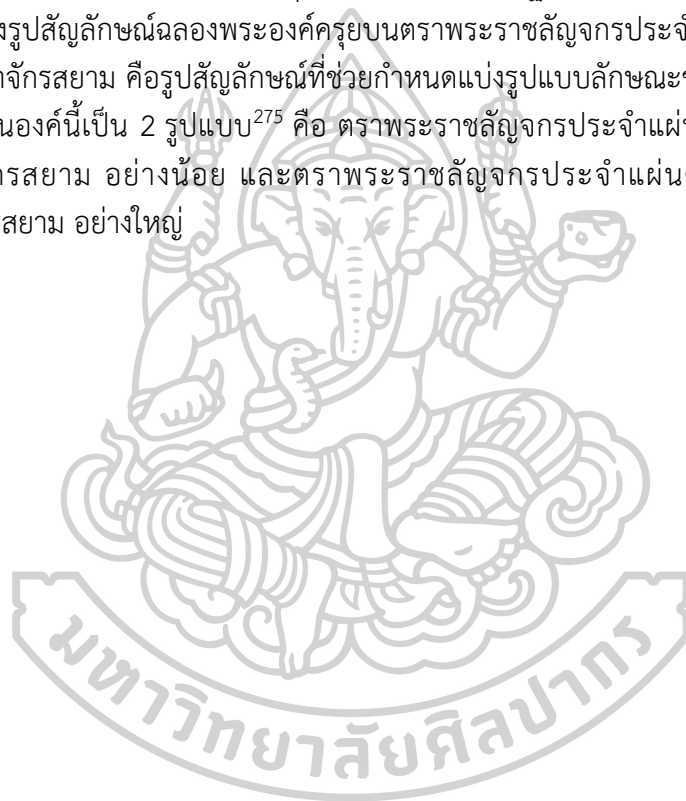 งรูปสัญลักษณ์ฉลองพระองค์ครุยบนตราพระราชลัญจกรประจำ
าจักรสยาม คือรูปสัญลักษณ์ที่ช่วยกำหนดแบ่งรูปแบบลักษณะข
นองค์นี้เป็น 2 รูปแบบ275 คือ ตราพระราชลัญจกรประจำแผ่น
กรสยาม อย่างน้อย และตราพระราชลัญจกรประจำแผ่น
รสยาม อย่างใหญ่
มหาวิทยาลัยศิลปากร